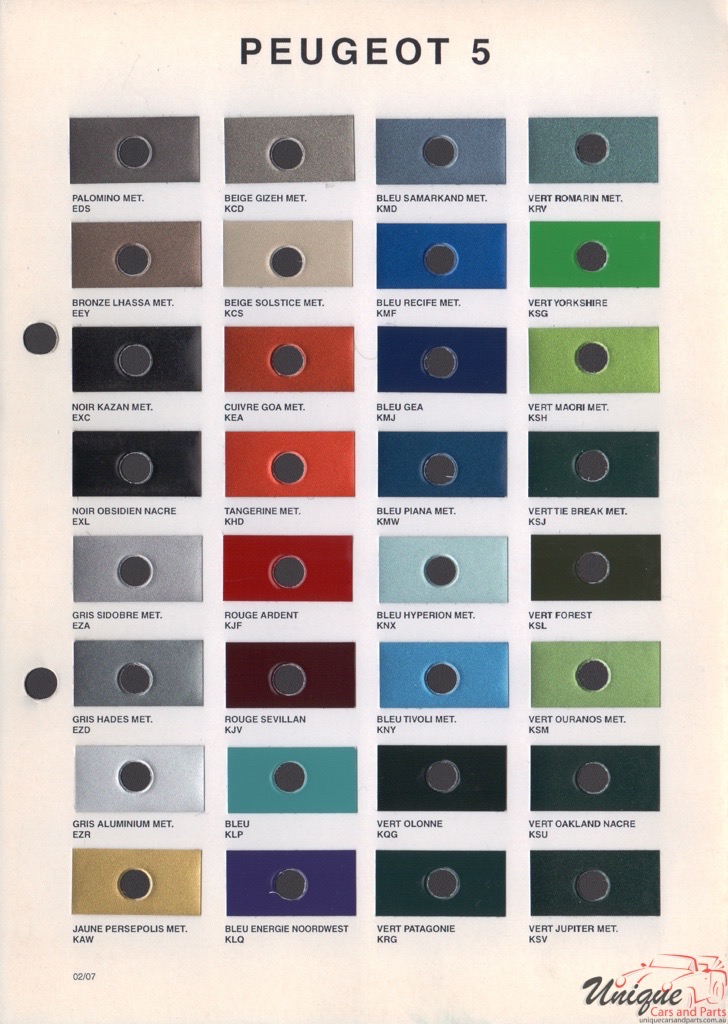 PEUGEOT 5
PALOMINO MET.
EDS
BEIGE GIZEH MET.
KCD
BLEU SAMARKAND MET.
KMD
VERT ROMARIN MET.
KRV
BRONZE LHASSA MET.
EEY
BEIGE SOLSTICE MET.
KCS
BLEU RECIFE MET.
KMF
VERT YORKSHIRE
KSG
NOIR KAZAN MET.
EXC
CUIVRE GOA MET.
KEA
BLEU GEA
KMJ
VERT MAORI MET.
KSH
NOIR OBSIDIEN NACRE
EXL
TANGERINE MET.
KHD
BLEU PIANA MET.
KMW
VERT TIE BREAK MET.
KSJ
GRIS SIDOBRE MET.
EZA
ROUGE ARDENT
KJF
BLEU HYPERION MET.
KNX
VERT FOREST
KSL
GRIS HADES MET.
EZD
ROUGE SEVILLAN
KJV
BLEU TIVOLI MET.
KNY
VERT OURANOS MET.
KSM
GRIS ALUMINIUM MET.
EZR
BLEU
KLP
VERT OLONNE
KQG
VERT OAKLAND NACRE
KSU
JAUNE PERSEPOLIS MET.
KAW
BLEU ENERGIE NOORDWEST
KLQ
VERT PATAGONIE
KRG
VERT JUPITER MET.
KSV
02/07
Unique
Cars and Parts
uniquecarsandparts.com.au